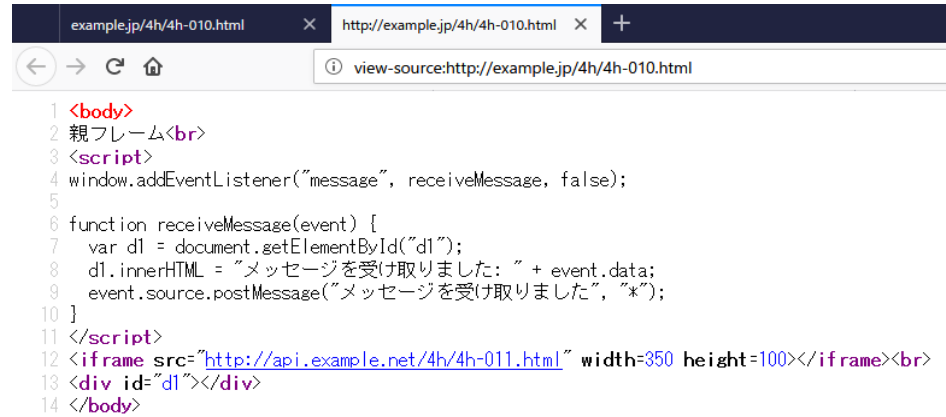 example.jp/4h/4h-010.html × http://example.jp/4h/4h-010.html × +
view-source:http://example.jp/4h/4h-010.html
1 <body>
2 親フレーム<br>
3 <script>
4 window.addEventListener("message", receiveMessage, false);
5
6 function receiveMessage(event) {
7   var d1 = document.getElementById("d1");
8   d1.innerHTML = "メッセージを受け取りました: " + event.data;
9   event.source.postMessage("メッセージを受け取りました", "*");
10 }
11 </script>
12 <iframe src="http://api.example.net/4h/4h-011.html" width=350 height=100></iframe><br>
13 <div id="d1"></div>
14 </body>